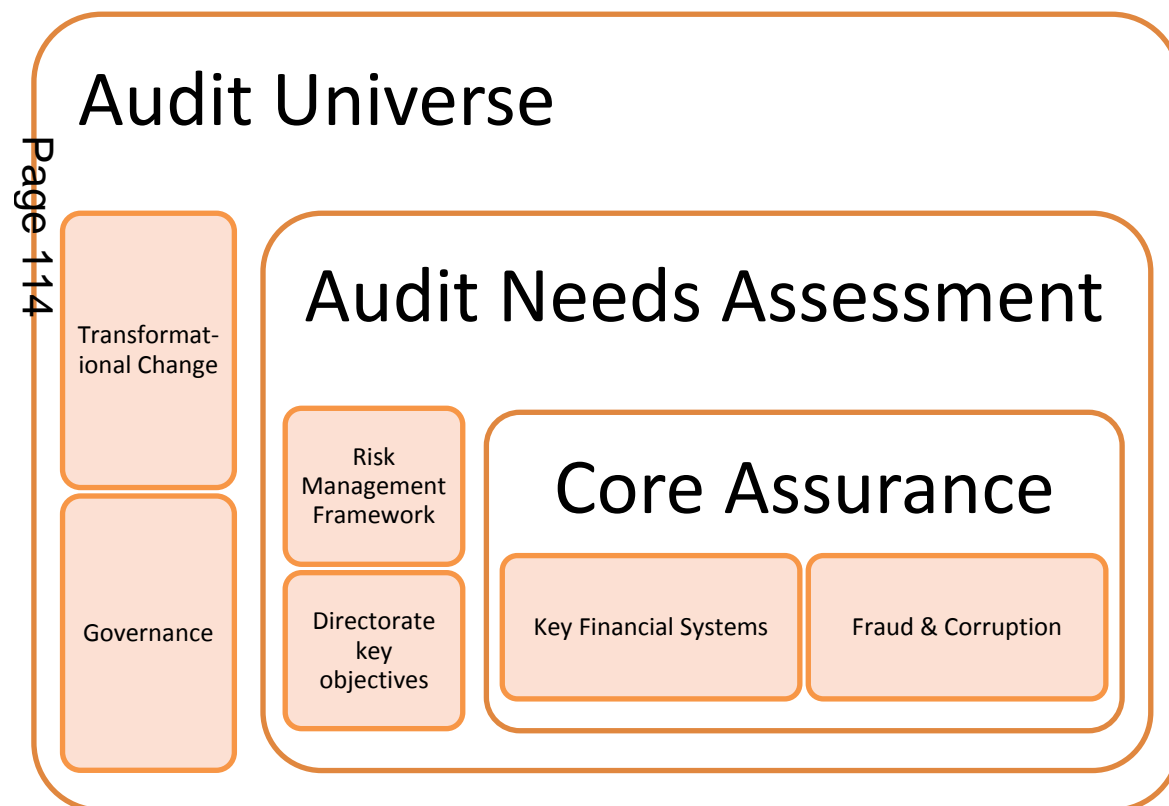 Audit Universe
Page 114
Transformat-
ional Change
Governance
Audit Needs Assessment
Risk
Management
Framework
Directorate
key
objectives
Core Assurance
Key Financial Systems
Fraud & Corruption